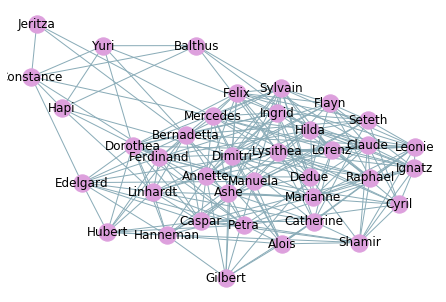 Jeritza
Yuri
Balthus
onstance
Hapi
Felix
Sylvain
Flayn
Mercedes
Ingrid
Seteth
Hilda
Bernadetta
Dorothea
Ferdinand
Dimitri
Lysithea
Lorenz
Claude
Leonie
Ignatz
Edelgard
Linhardt
Annette
Ashe
Manuela
Dedue
Raphael
Marianne
Cyril
Hubert
Hanneman
Caspar
Petra
Catherine
Alois
Shamir
Gilbert